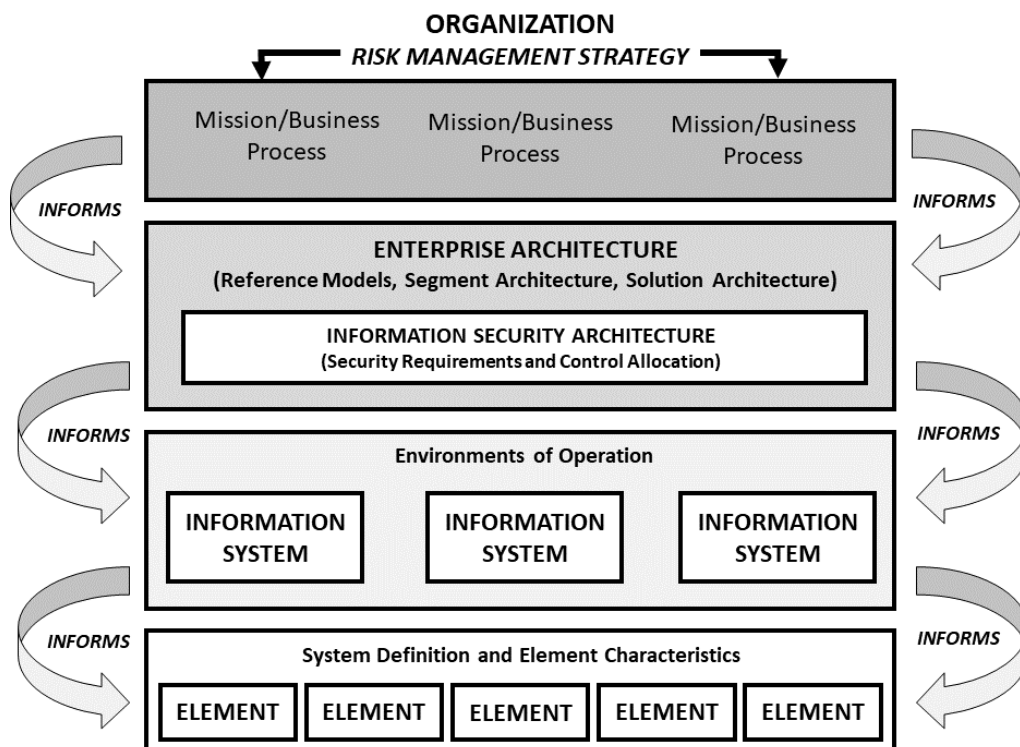 ORGANIZATION
RISK MANAGEMENT STRATEGY
Mission/Business
Process
Mission/Business
Process
Mission/Business
Process
INFORMS
INFORMS
ENTERPRISE ARCHITECTURE
(Reference Models, Segment Architecture, Solution Architecture)
INFORMATION SECURITY ARCHITECTURE
(Security Requirements and Control Allocation)
INFORMS
INFORMS
Environments of Operation
INFORMATION
SYSTEM
INFORMATION
SYSTEM
INFORMATION
SYSTEM
INFORMS
INFORMS
System Definition and Element Characteristics
ELEMENT
ELEMENT
ELEMENT
ELEMENT
ELEMENT